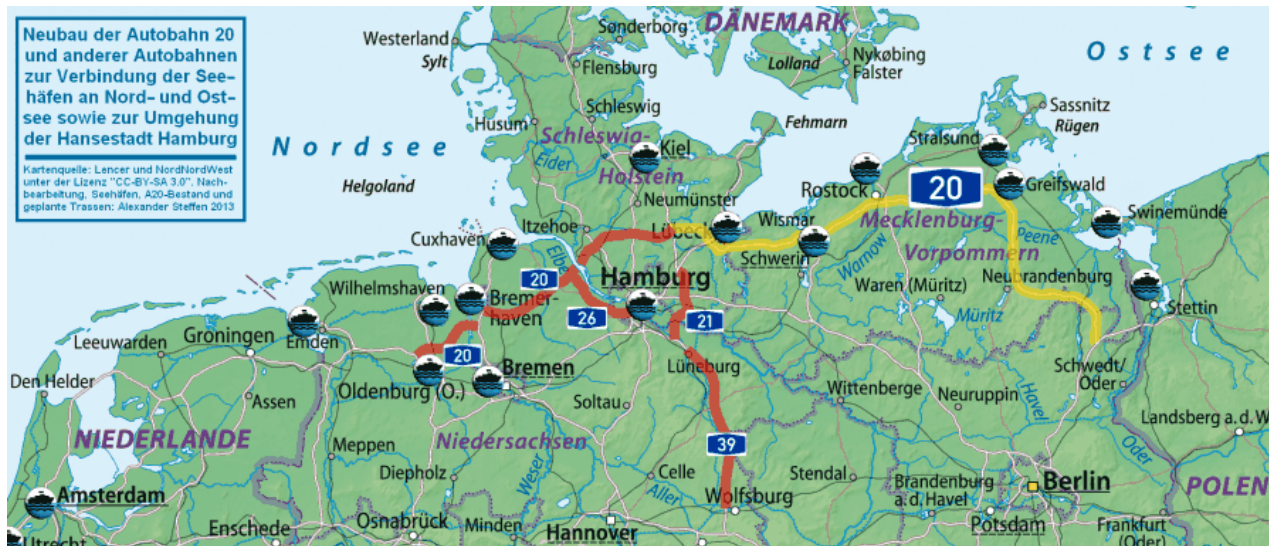 Neubau der Autobahn 20
und anderer Autobahnen
zur Verbindung der See-
häfen an Nord- und Ost-
see sowie zur Umgehung
der Hansestadt Hamburg
Kartenquelle: Lencer und NordNordWest
unter der Lizenz "CC-BY-SA 3.0", Nach-
bearbeitung, Seehäfen, A20-Bestand und
geplante Trassen: Alexander Steffen 2013
DÄNEMARK
Sønderborg
Westerland
Sylt
Flensburg
Lolland
Nykøbing
Falster
Ostsee
Schleswig
Husum
Fehmarn
Sassnitz
Rügen
Nordsee
Schleswig-
Holstein
Eider
Kiel
Stralsund
Helgoland
Neumünster
Rostock
20
Greifswald
Itzehoe
Lübeck
Wismar
Mecklenburg-
Vorpommern
Peene
Swinemünde
Cuxhaven
Elbe
Schwerin
Warnow
Hamburg
20
Waren (Müritz)
Neubrandenburg
Müritz
Stettin
Wilhelmshaven
Bremer-
haven
26
21
Groningen
Emden
Leeuwarden
20
Bremen
Lüneburg
Schwedt/
Oder
Den Helder
Oldenburg (O.)
Assen
Soltau
Wittenberge
Neuruppin
Havel
Landsberg a.d.W
NIEDERLANDE
Meppen
Niedersachsen
39
Oder
Diepholz
Weser
Celle
Aller
Stendal
Brandenburg
a.d.Havel
Berlin
POLEN
Amsterdam
Wolfsburg
Utrecht
Enschede
Osnabrück
Minden
Hannover
Potsdam
Frankfurt
(Oder)